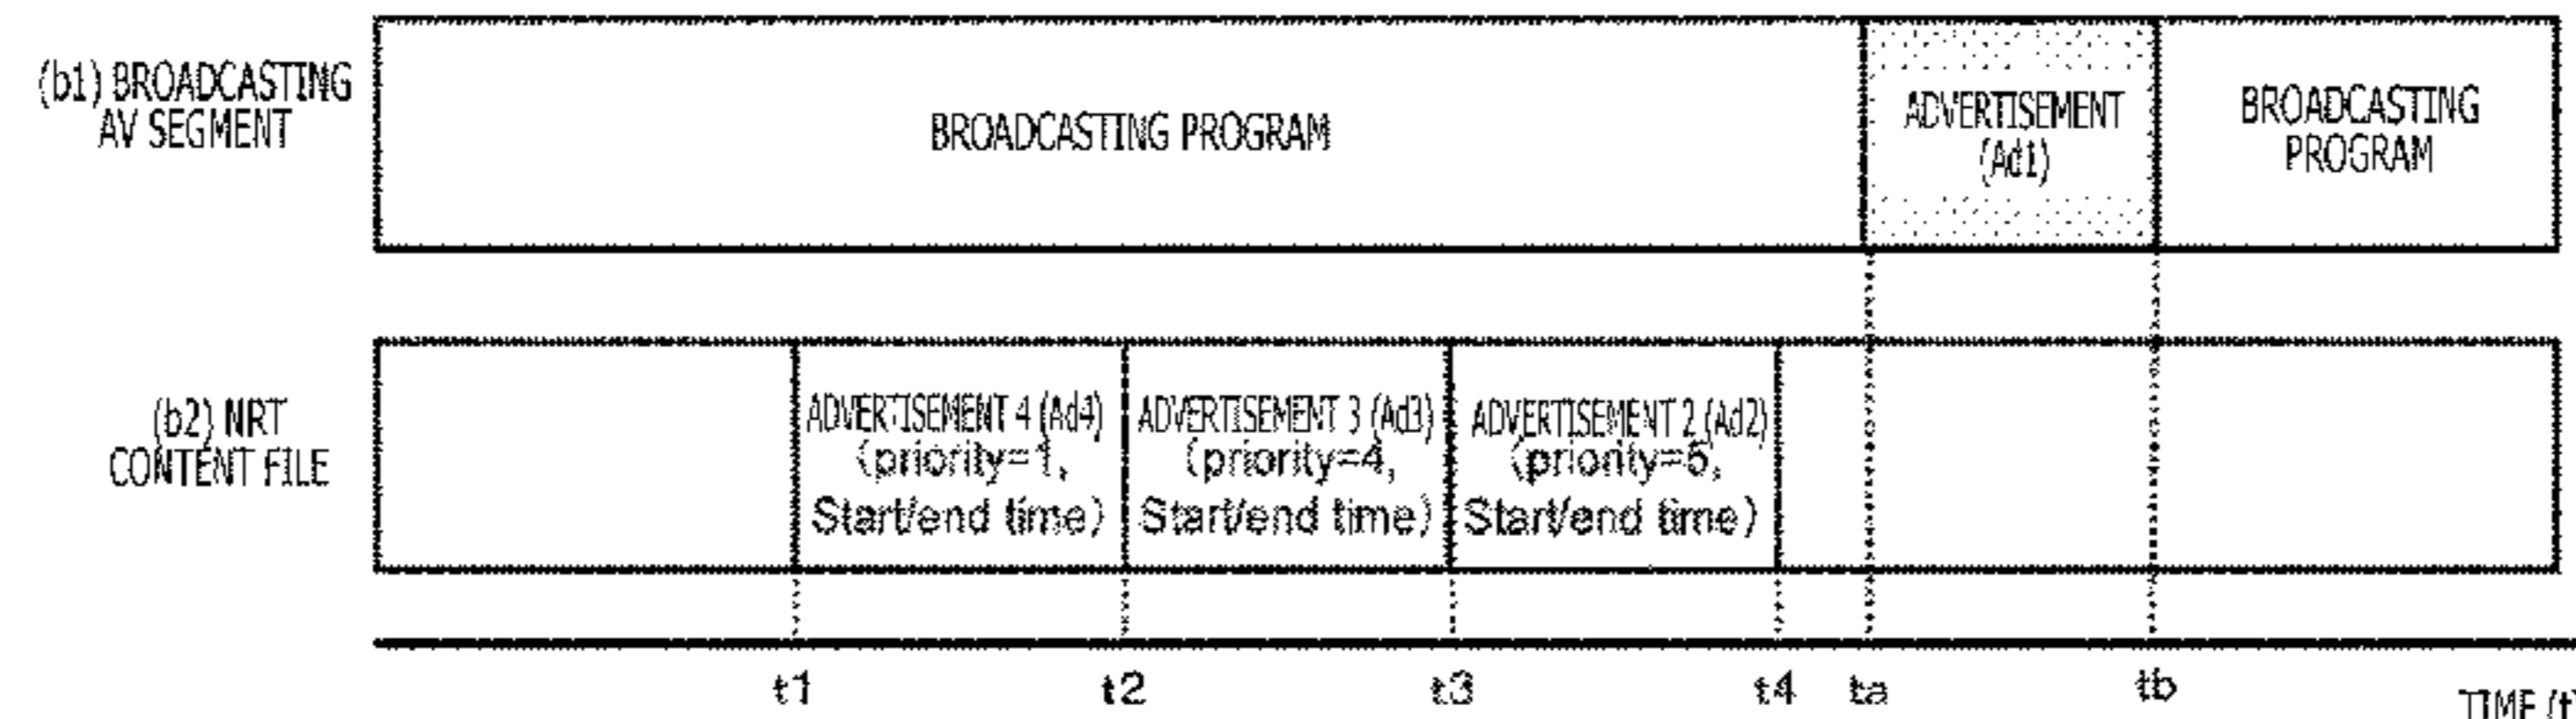 (b1) BROADCASTING
AV SEGMENT
BROADCASTING PROGRAM
ADVERTISEMENT
(Ad1)
BROADCASTING
PROGRAM
(b2) NRT
CONTENT FILE
ADVERTISEMENT 4 (Ad4)
(priority=1,
Start/end time)
ADVERTISEMENT 3 (Ad3)
(priority=4,
Start/end time)
ADVERTISEMENT 2 (Ad2)
(priority=5,
Start/end time)
t1 t2 t3 t4 ta tb
TIME (t)